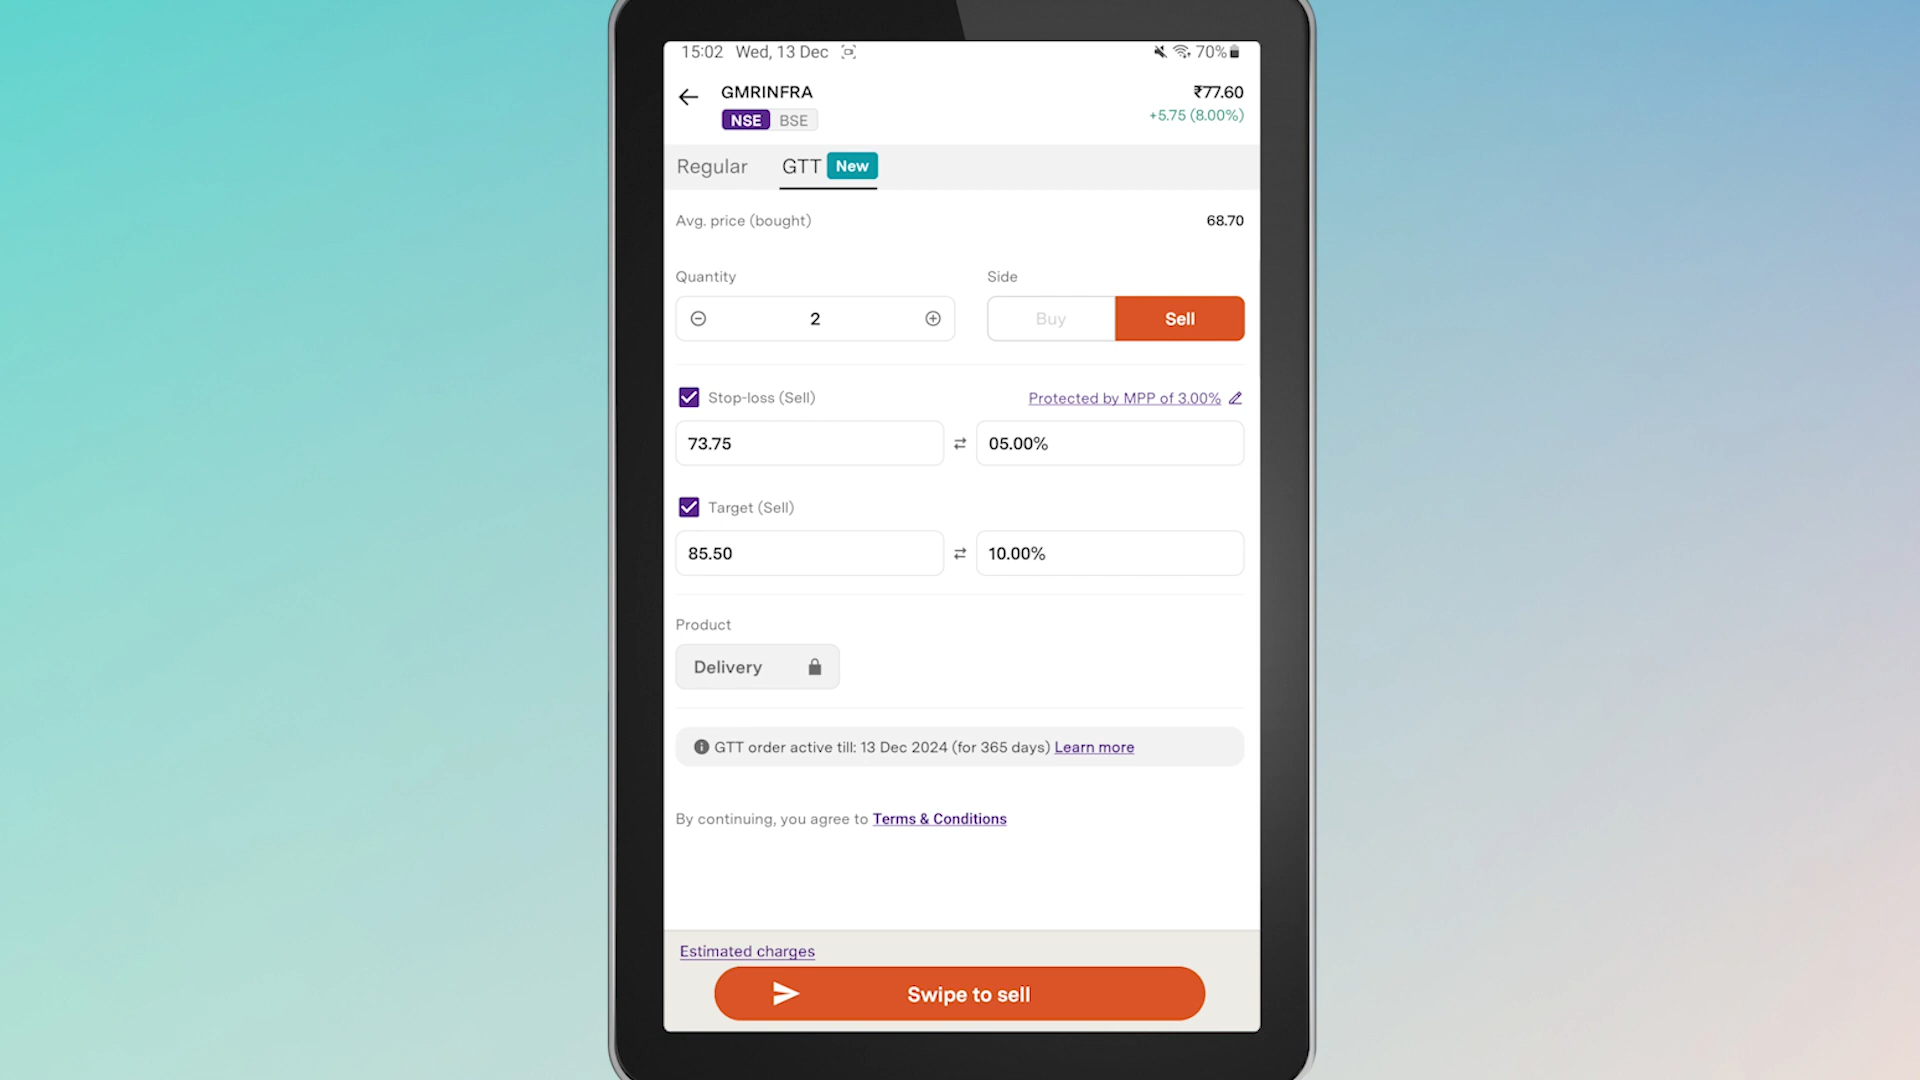 15:02 Wed, 13 Dec 70%
GMRINFRA ₹77.60
NSE BSE +5.75 (8.00%)
Regular GTT New
Avg. price (bought) 68.70
Quantity Side
2 Buy Sell
Stop-loss (Sell) Protected by MPP of 3.00%
73.75 05.00%
Target (Sell)
85.50 10.00%
Product
Delivery
GTT order active till: 13 Dec 2024 (for 365 days) Learn more
By continuing, you agree to Terms & Conditions
Estimated charges
Swipe to sell